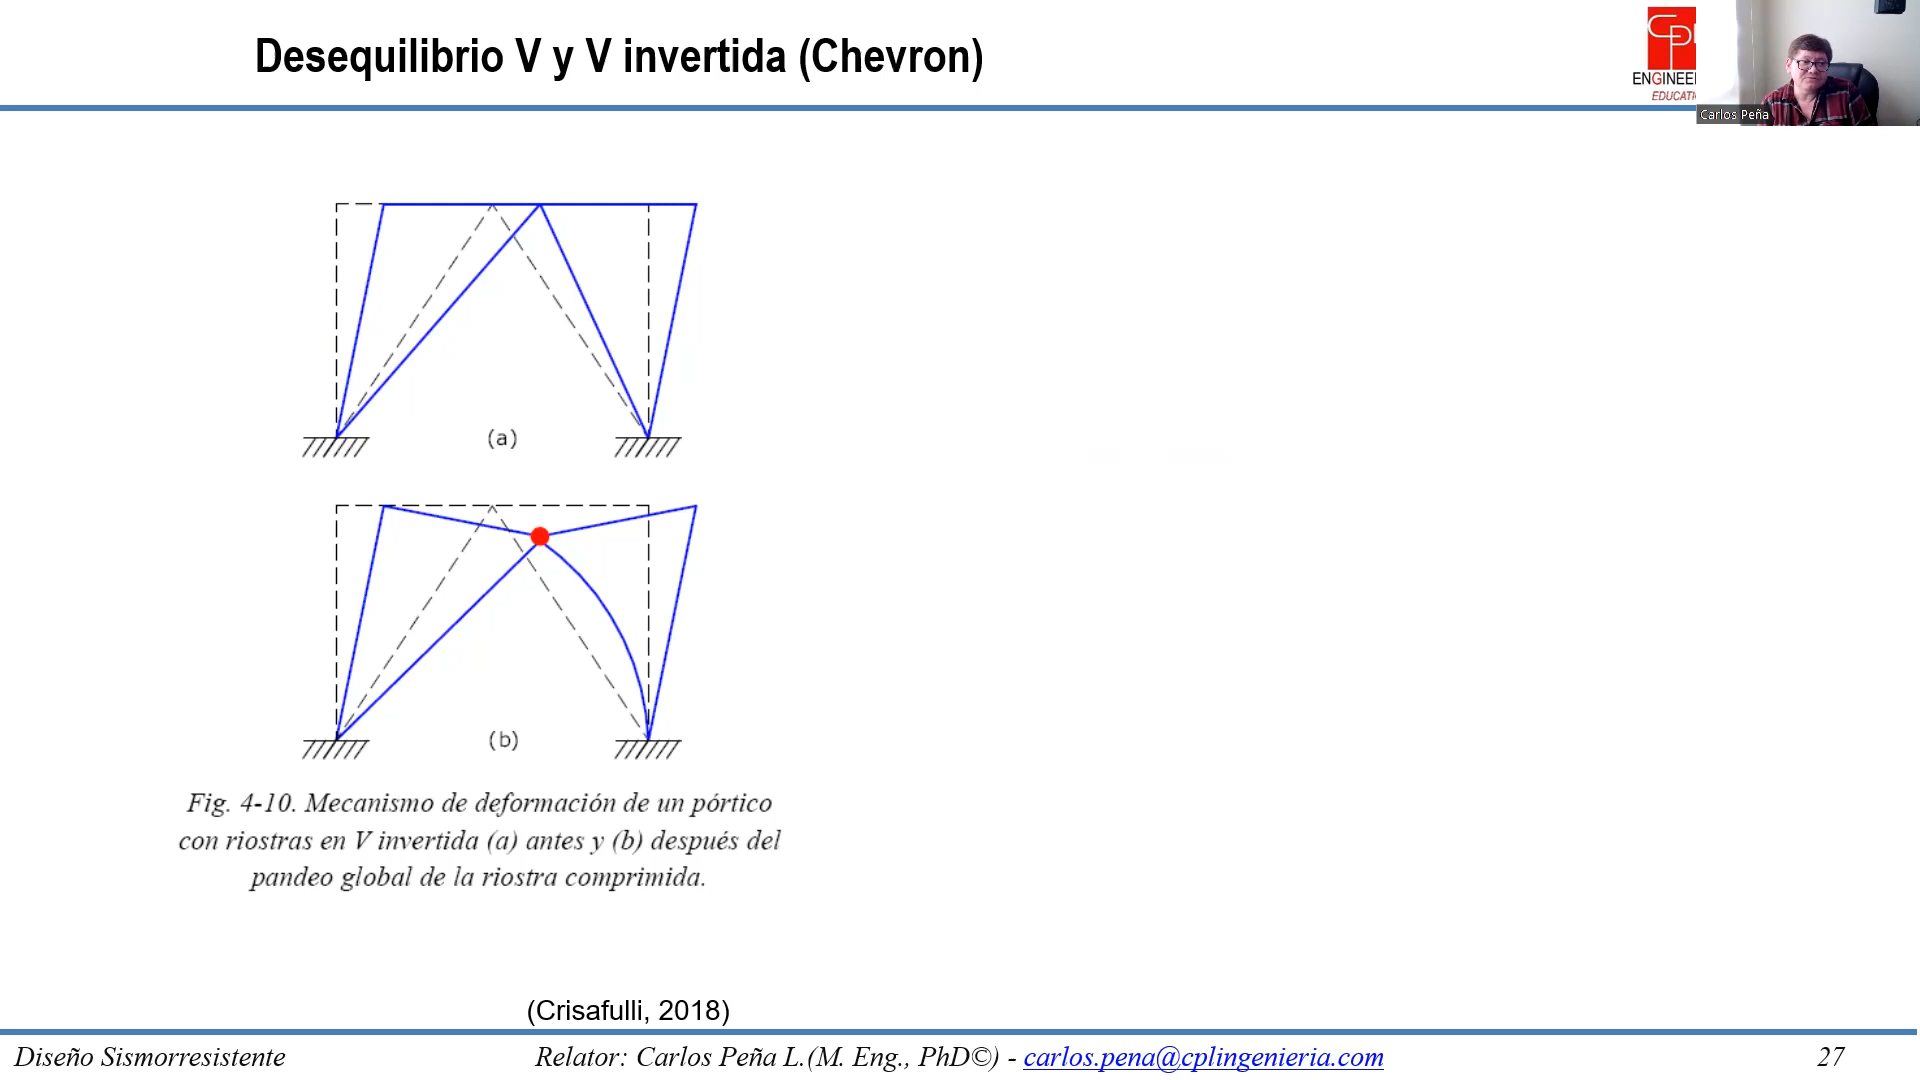 Desequilibrio V y V invertida (Chevron)
ENGINEE
EDUCATI
Carlos Peña
(a)
(b)
Fig. 4-10. Mecanismo de deformación de un pórtico
con riostras en V invertida (a) antes y (b) después del
pandeo global de la riostra comprimida.
(Crisafulli, 2018)
Diseño Sismorresistente
Relator: Carlos Peña L.(M. Eng., PhD©) - carlos.pena@cplingenieria.com
27